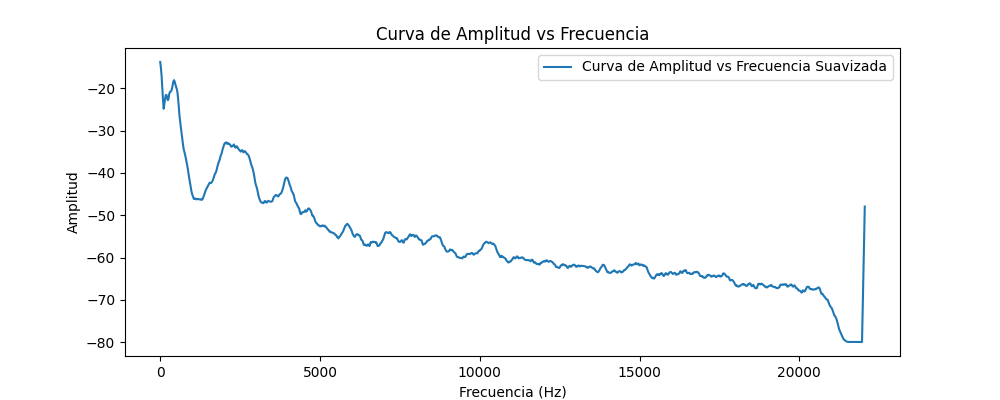 Curva de Amplitud vs Frecuencia
Curva de Amplitud vs Frecuencia Suavizada
Amplitud
−20
−30
−40
−50
−60
−70
−80
0 5000 10000 15000 20000
Frecuencia (Hz)